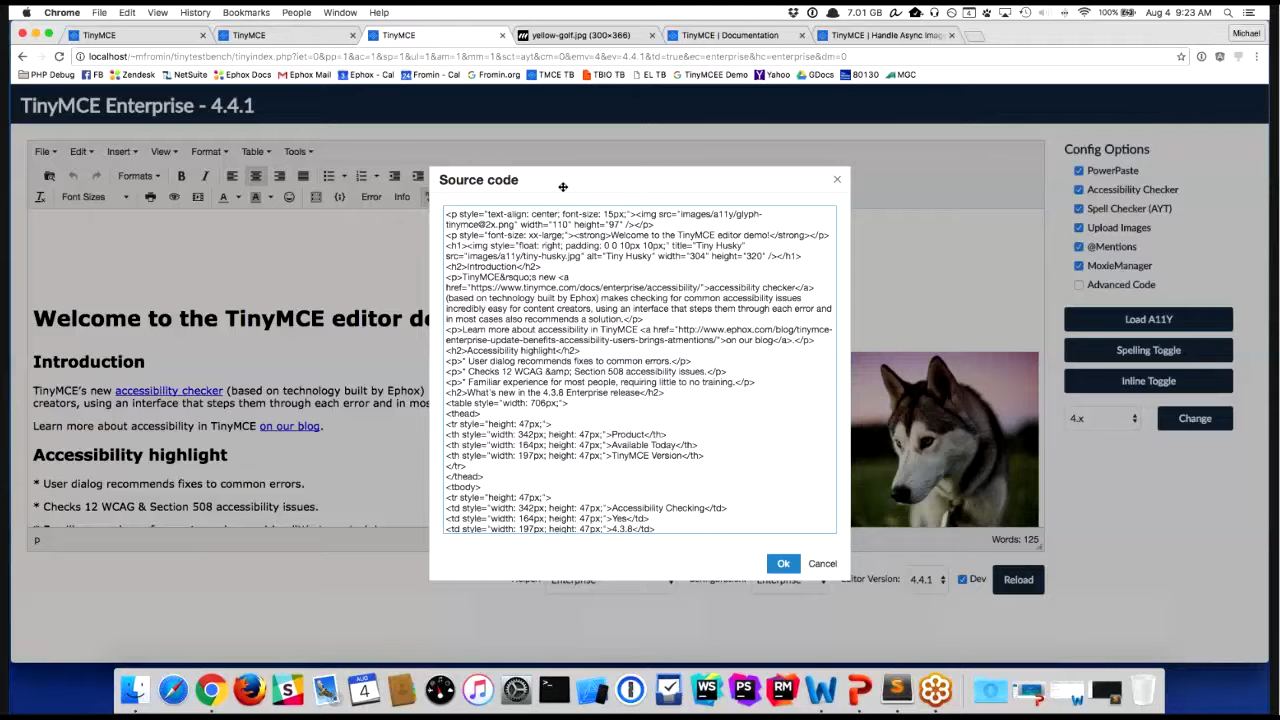 Chrome File Edit View History Bookmarks People Window Help 7.01 GB 4 100% Aug 4 9:23 AM
TinyMCE TinyMCE TinyMCE yellow-golf.jpg (300×366) TinyMCE | Documentation TinyMCE | Handle Async Imag Michael
localhost/~mfromin/tinytestbench/tinyindex.php?iet=0&pp=1&ac=1&sp=1&ul=1&am=1&mm=1&sct=ayt&cm=0&emv=4&ev=4.4.1&td=true&ec=enterprise&hc=enterprise&dm=0
PHP Debug FB Zendesk NetSuite Ephox Docs Ephox Mail Ephox - Cal Fromin - Cal Fromin.org TMCE TB TBIO TB EL TB TinyMCEE Demo Yahoo GDocs 80130 MGC
TinyMCE Enterprise - 4.4.1
File Edit Insert View Format Table Tools
Formats B I
Font Sizes A A Error Info
Welcome to the TinyMCE editor de
Introduction
TinyMCE's new accessibility checker (based on technology built by Ephox)
creators, using an interface that steps them through each error and in mos
Learn more about accessibility in TinyMCE on our blog.
Accessibility highlight
* User dialog recommends fixes to common errors.
* Checks 12 WCAG & Section 508 accessibility issues.
p
Words: 125
Source code
<p style="text-align: center; font-size: 15px;"><img src="images/a11y/glyph-
tinymce@2x.png" width="110" height="97" /></p>
<p style="font-size: xx-large;"><strong>Welcome to the TinyMCE editor demo!</strong></p>
<h1><img style="float: right; padding: 0 0 10px 10px;" title="Tiny Husky"
src="images/a11y/tiny-husky.jpg" alt="Tiny Husky" width="304" height="320" /></h1>
<h2>Introduction</h2>
<p>TinyMCE&rsquo;s new <a
href="https://www.tinymce.com/docs/enterprise/accessibility/">accessibility checker</a>
(based on technology built by Ephox) makes checking for common accessibility issues
incredibly easy for content creators, using an interface that steps them through each error and
in most cases also recommends a solution.</p>
<p>Learn more about accessibility in TinyMCE <a href="http://www.ephox.com/blog/tinymce-
enterprise-update-benefits-accessibility-users-brings-atmentions/">on our blog</a>.</p>
<h2>Accessibility highlight</h2>
<p>* User dialog recommends fixes to common errors.</p>
<p>* Checks 12 WCAG &amp; Section 508 accessibility issues.</p>
<p>* Familiar experience for most people, requiring little to no training.</p>
<h2>What's new in the 4.3.8 Enterprise release</h2>
<table style="width: 706px;">
<thead>
<tr style="height: 47px;">
<th style="width: 342px; height: 47px;">Product</th>
<th style="width: 164px; height: 47px;">Available Today</th>
<th style="width: 197px; height: 47px;">TinyMCE Version</th>
</tr>
</thead>
<tbody>
<tr style="height: 47px;">
<td style="width: 342px; height: 47px;">Accessibility Checking</td>
<td style="width: 164px; height: 47px;">Yes</td>
<td style="width: 197px; height: 47px;">4.3.8</td>
Ok Cancel
Config Options
PowerPaste
Accessibility Checker
Spell Checker (AYT)
Upload Images
@Mentions
MoxieManager
Advanced Code
Load A11Y
Spelling Toggle
Inline Toggle
4.x Change
Enterprise Enterprise Editor Version: 4.4.1 Dev Reload
AUG
4
WS PS RM